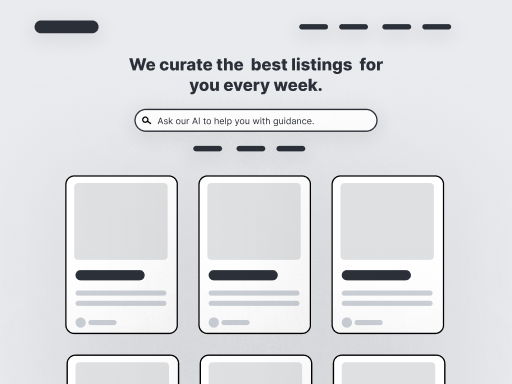 We curate the best listings for
you every week.
Ask our AI to help you with guidance.